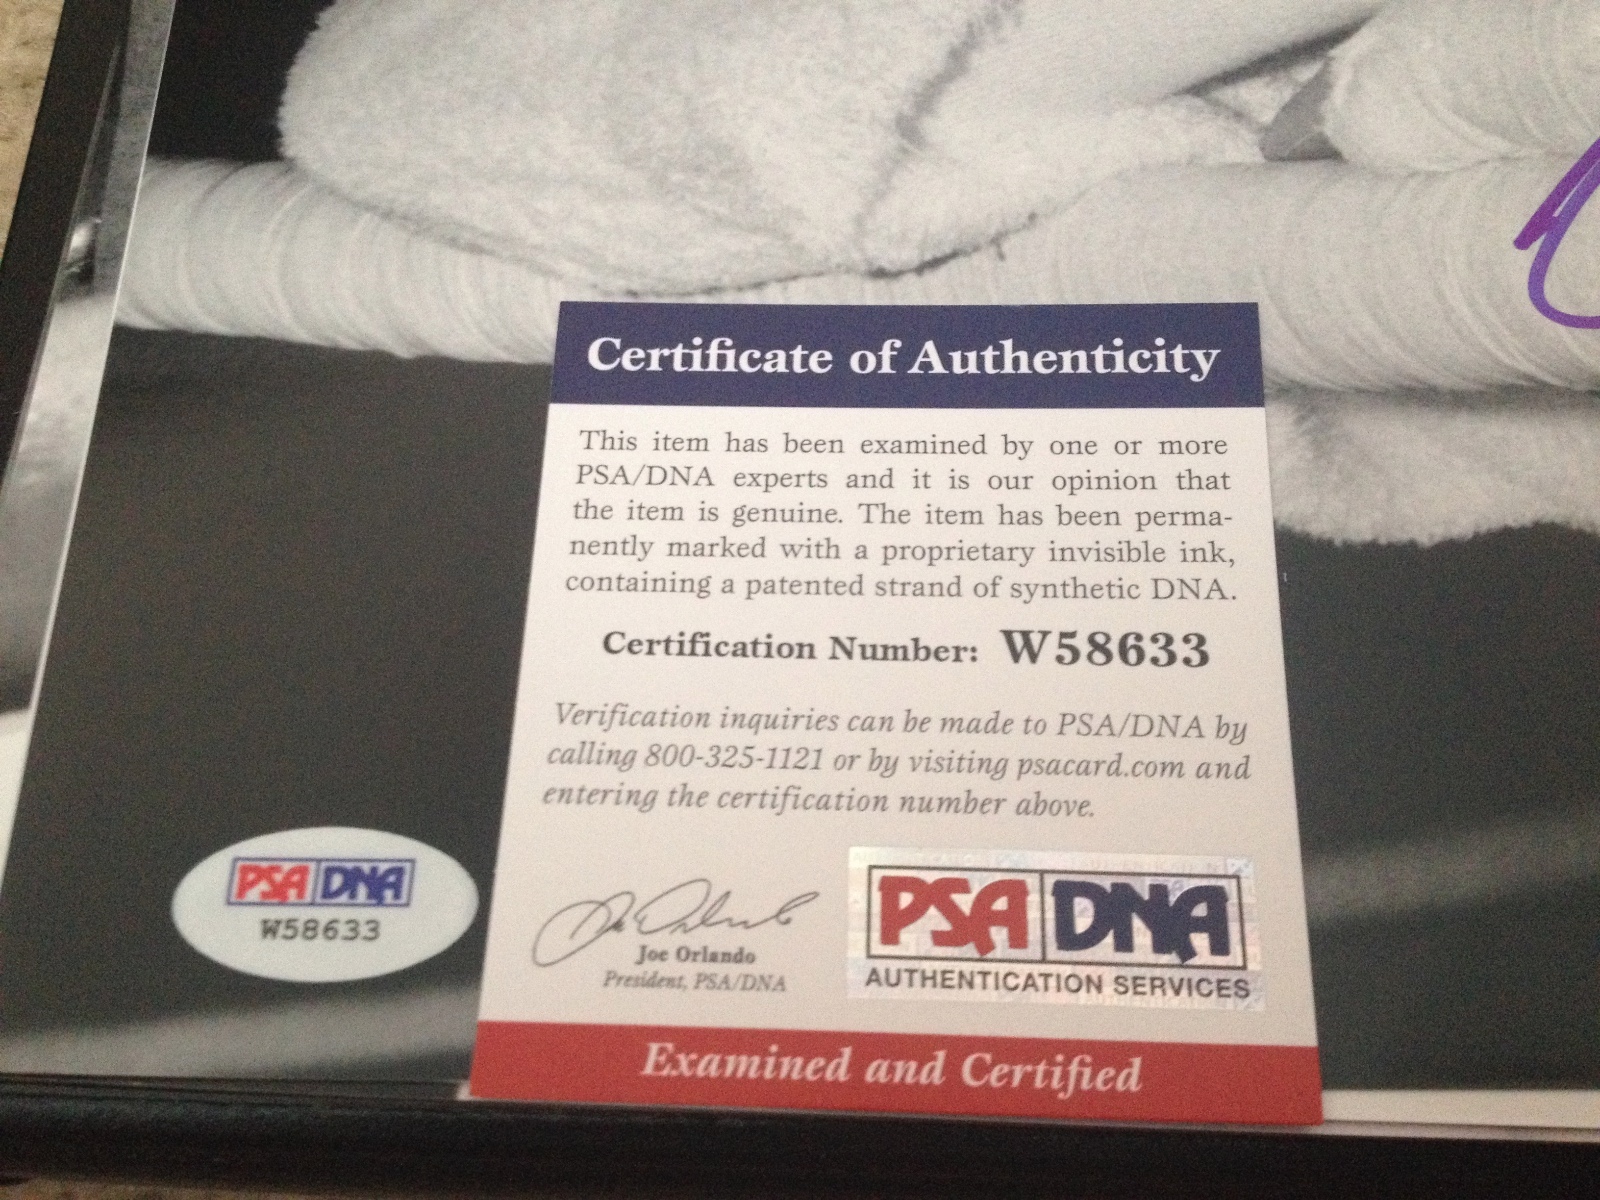 Certificate of Authenticity
This item has been examined by one or more
PSA/DNA experts and it is our opinion that
the item is genuine. The item has been perma-
nently marked with a proprietary invisible ink,
containing a patented strand of synthetic DNA.
Certification Number: W58633
Verification inquiries can be made to PSA/DNA by
calling 800-325-1121 or by visiting psacard.com and
entering the certification number above.
Joe Orlando
President, PSA/DNA
PSA DNA
AUTHENTICATION SERVICES
Examined and Certified
PSA DNA
W58633